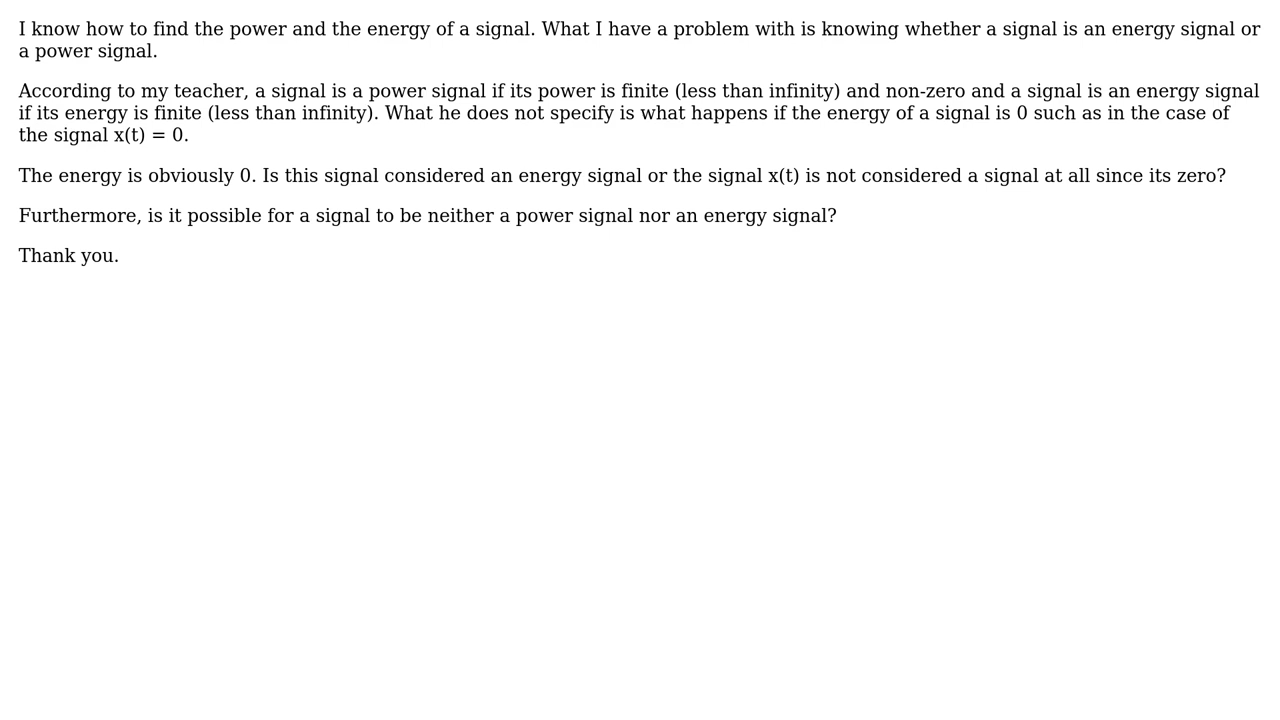 I know how to find the power and the energy of a signal. What I have a problem with is knowing whether a signal is an energy signal or
a power signal.
According to my teacher, a signal is a power signal if its power is finite (less than infinity) and non-zero and a signal is an energy signal
if its energy is finite (less than infinity). What he does not specify is what happens if the energy of a signal is 0 such as in the case of
the signal x(t) = 0.
The energy is obviously 0. Is this signal considered an energy signal or the signal x(t) is not considered a signal at all since its zero?
Furthermore, is it possible for a signal to be neither a power signal nor an energy signal?
Thank you.